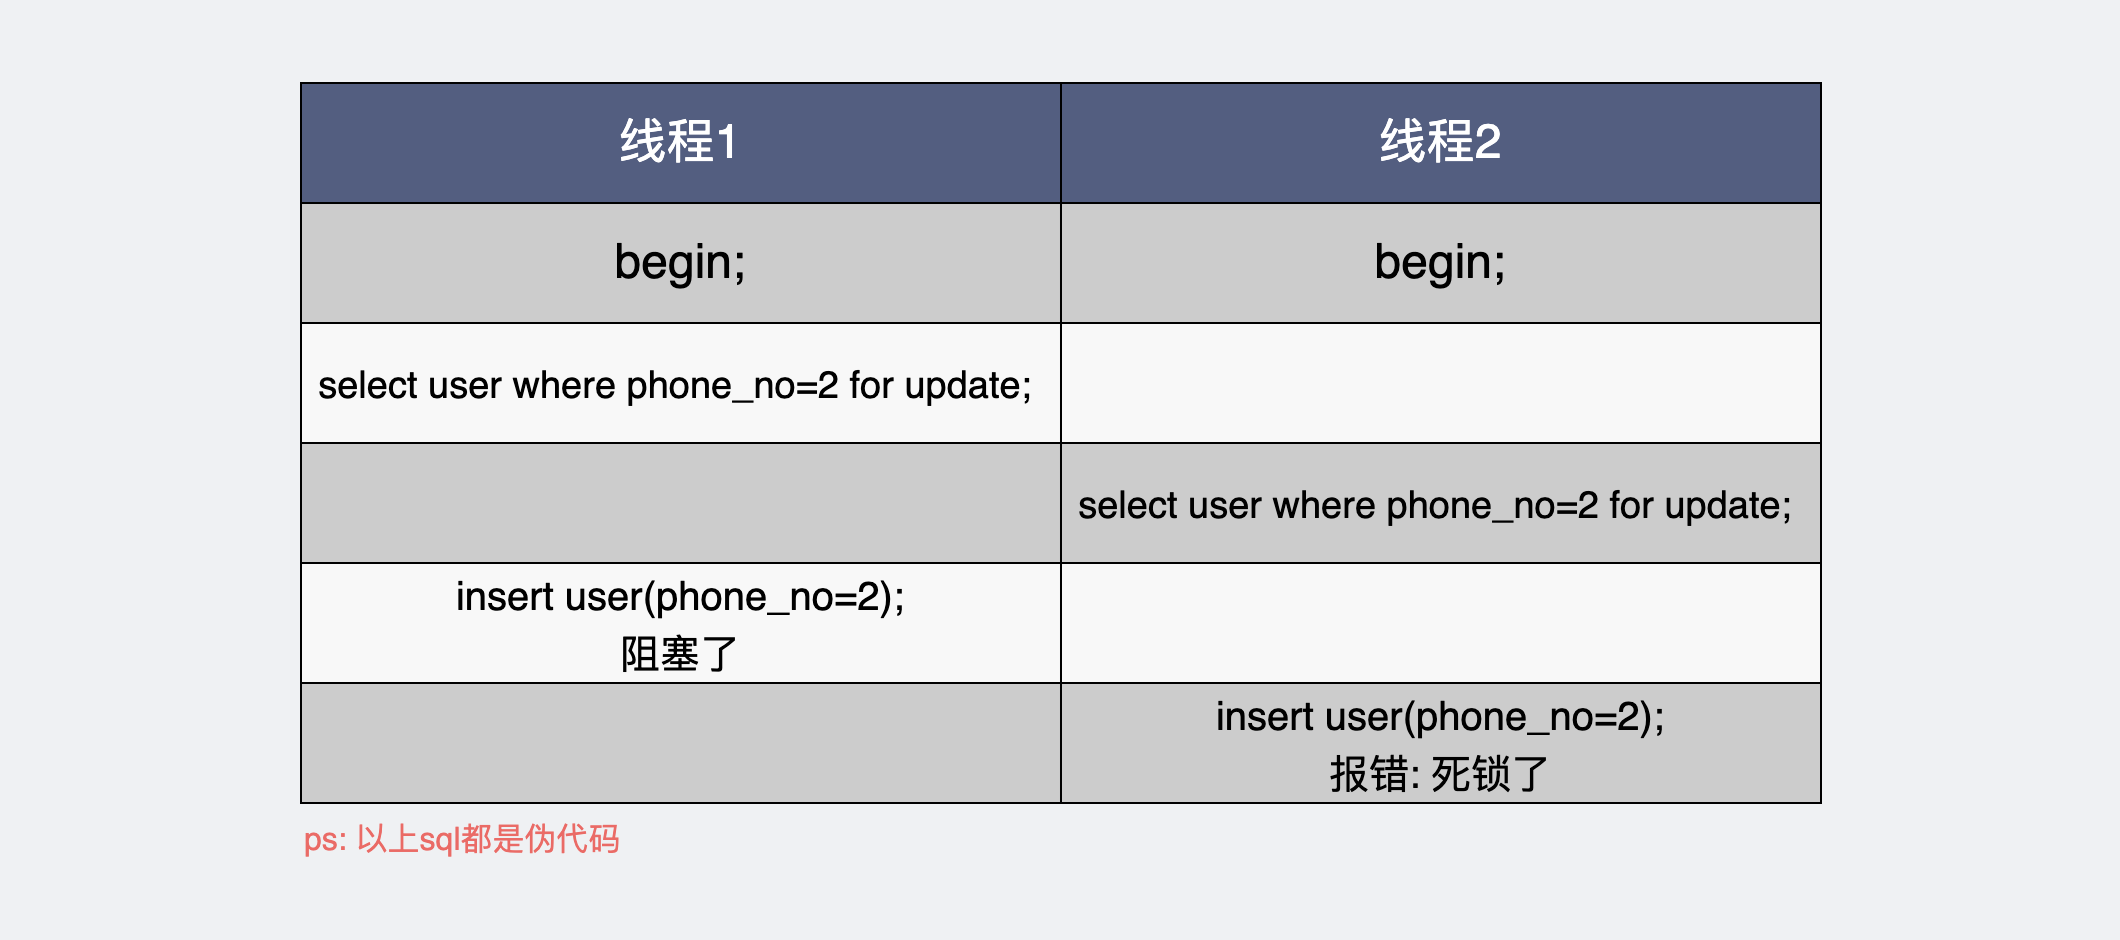 线程1
线程2
begin;
begin;
select user where phone_no=2 for update;
select user where phone_no=2 for update;
insert user(phone_no=2);
阻塞了
insert user(phone_no=2);
报错: 死锁了
ps: 以上sql都是伪代码